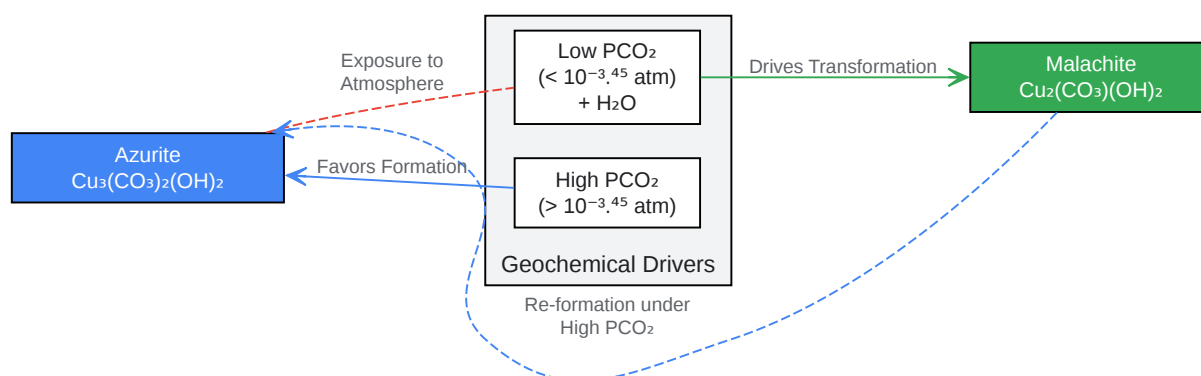 Low PCO₂
(< 10⁻³.⁴⁵ atm)
+ H₂O
Exposure to
Atmosphere
Drives Transformation
Malachite
Cu₂(CO₃)(OH)₂
Azurite
Cu₃(CO₃)₂(OH)₂
Favors Formation
High PCO₂
(> 10⁻³.⁴⁵ atm)
Geochemical Drivers
Re-formation under
High PCO₂